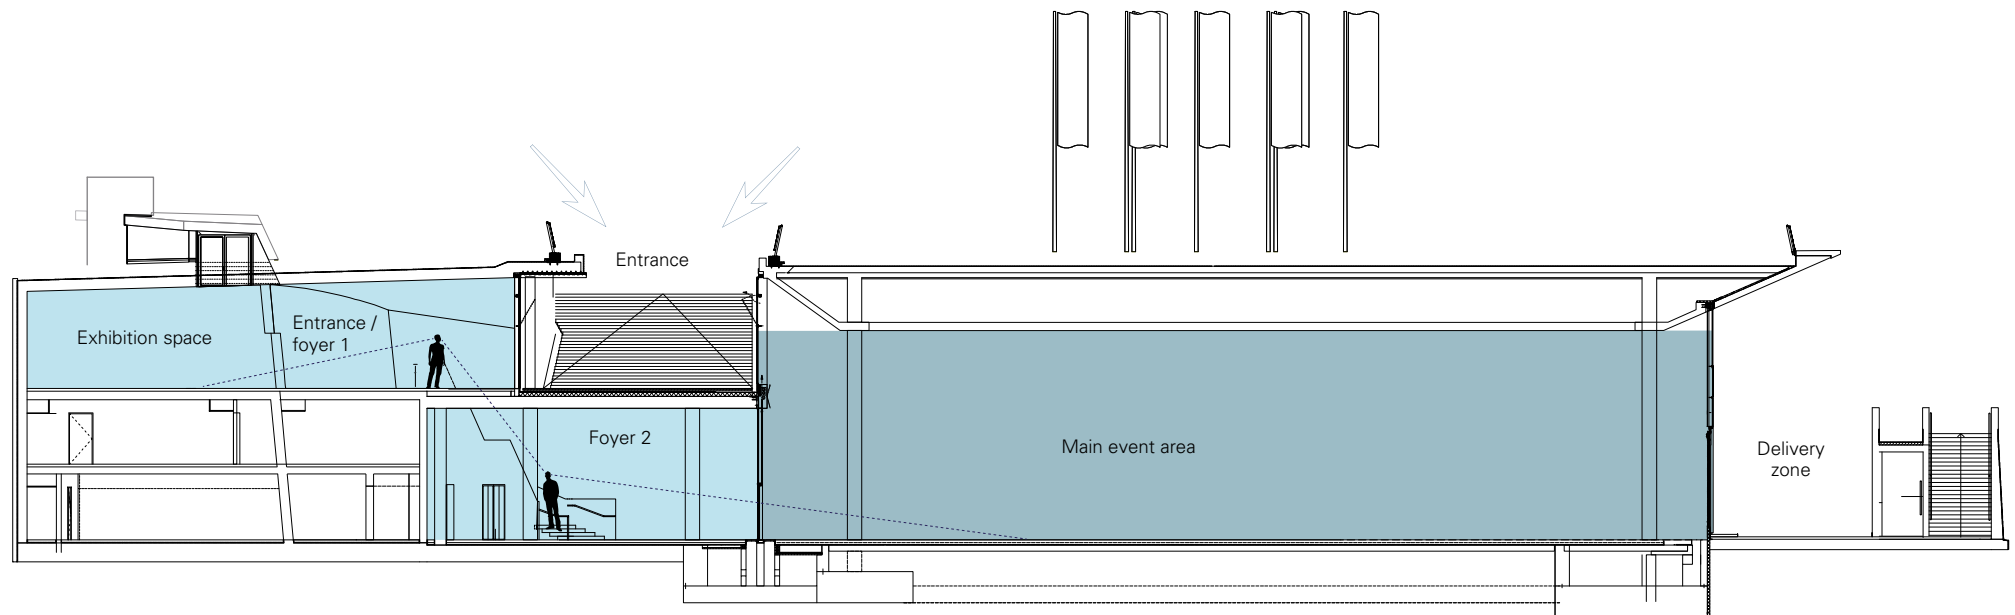 Entrance
Exhibition space
Entrance /
foyer 1
Foyer 2
Main event area
Delivery
zone